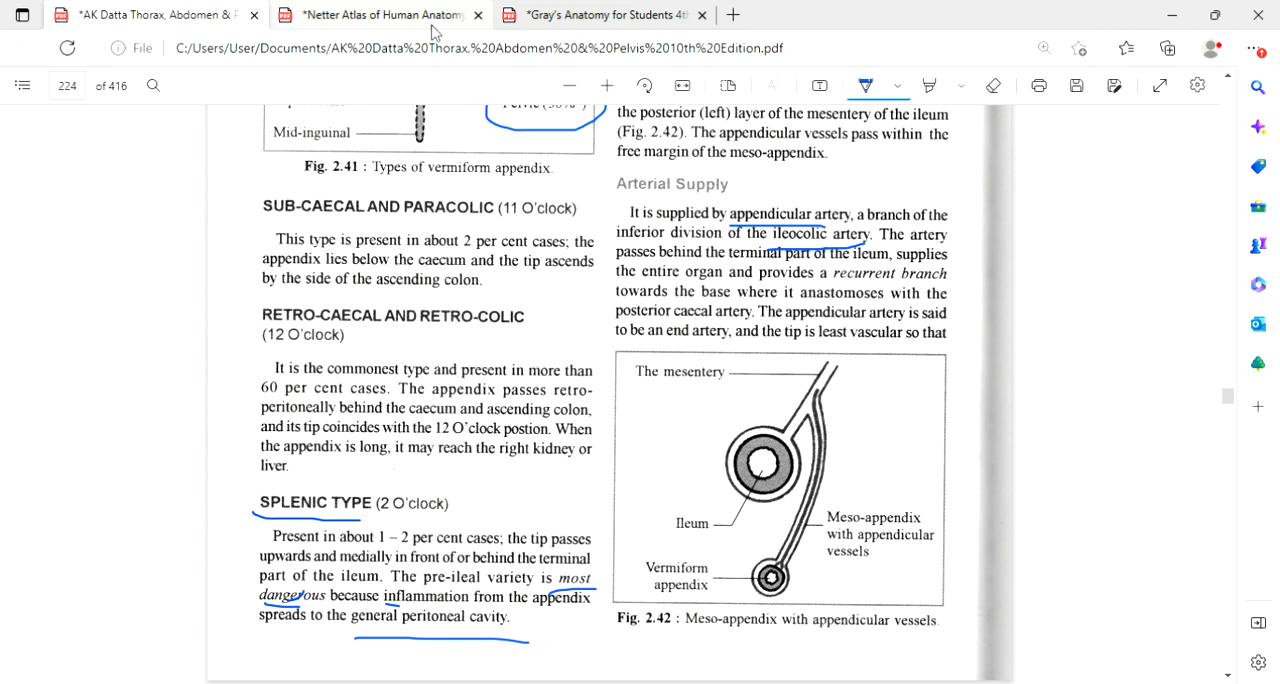 *AK Datta Thorax, Abdomen & P
*Netter Atlas of Human Anatomy
*Gray's Anatomy for Students 4th
File
C:/Users/User/Documents/AK%20Datta%20Thorax.%20Abdomen%20&%20Pelvis%2010th%20Edition.pdf
224 of 416
Mid-inguinal
Fig. 2.41 : Types of vermiform appendix.
SUB-CAECAL AND PARACOLIC (11 O'clock)
This type is present in about 2 per cent cases; the
appendix lies below the caecum and the tip ascends
by the side of the ascending colon.
RETRO-CAECAL AND RETRO-COLIC
(12 O'clock)
It is the commonest type and present in more than
60 per cent cases. The appendix passes retro-
peritoneally behind the caecum and ascending colon,
and its tip coincides with the 12 O'clock postion. When
the appendix is long, it may reach the right kidney or
liver.
SPLENIC TYPE (2 O'clock)
Present in about 1 – 2 per cent cases; the tip passes
upwards and medially in front of or behind the terminal
part of the ileum. The pre-ileal variety is most
dangerous because inflammation from the appendix
spreads to the general peritoneal cavity.
the posterior (left) layer of the mesentery of the ileum
(Fig. 2.42). The appendicular vessels pass within the
free margin of the meso-appendix.
Arterial Supply
It is supplied by appendicular artery, a branch of the
inferior division of the ileocolic artery. The artery
passes behind the terminal part of the ileum, supplies
the entire organ and provides a recurrent branch
towards the base where it anastomoses with the
posterior caecal artery. The appendicular artery is said
to be an end artery, and the tip is least vascular so that
The mesentery
Ileum
Meso-appendix
with appendicular
vessels
Vermiform
appendix
Fig. 2.42 : Meso-appendix with appendicular vessels.